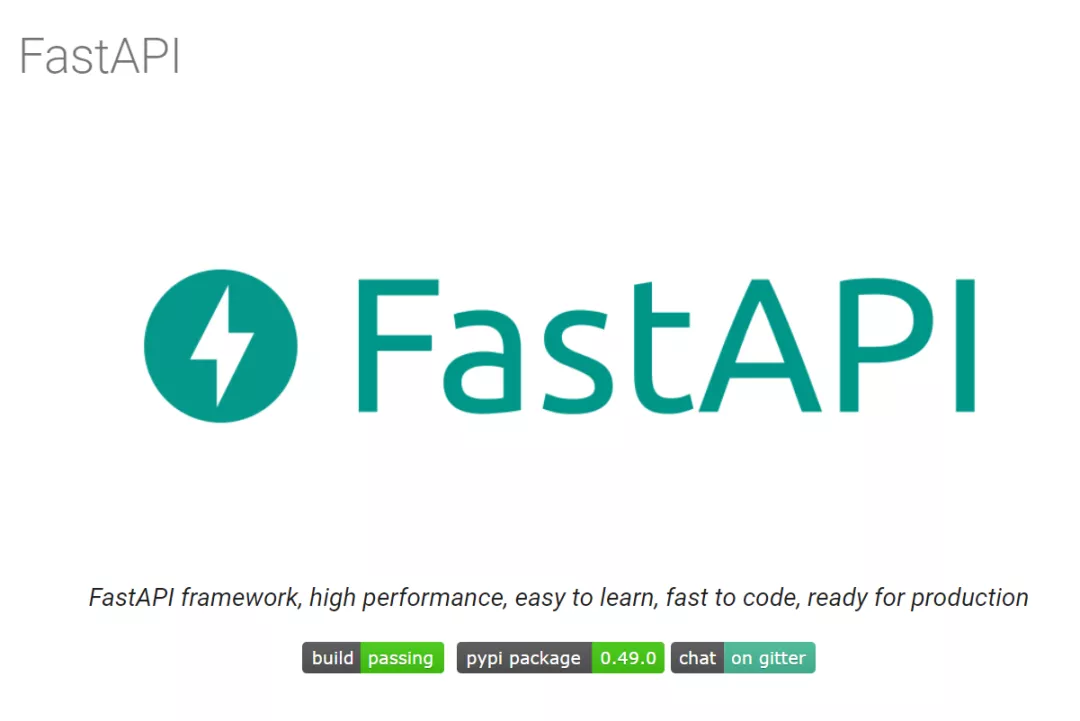 FastAPI
FastAPI
FastAPI framework, high performance, easy to learn, fast to code, ready for production
build passing pypi package 0.49.0 chat on gitter